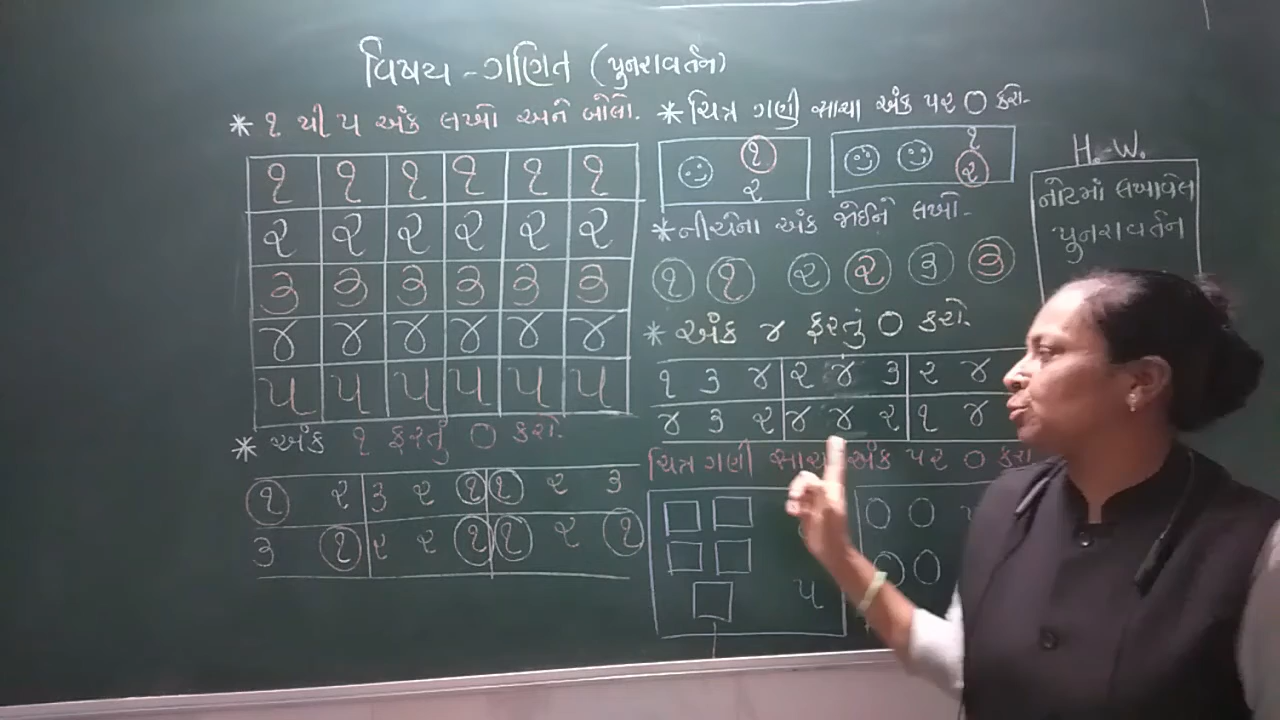 વિષય - ગણિત (પુનરાવર્તન)
* ૧ થી ૫ અંક લખો અને બોલો.
૧ ૧ ૧ ૧ ૧ ૧
૨ ૨ ૨ ૨ ૨ ૨
૩ ૩ ૩ ૩ ૩ ૩
૪ ૪ ૪ ૪ ૪ ૪
૫ ૫ ૫ ૫ ૫ ૫
* અંક ૧ ફરતું ○ કરો.
૧ ૨ ૩ ૨ ૧ ૧ ૨ ૩
૩ ૧ ૨ ૨ ૧ ૧ ૨ ૧
* ચિત્ર ગણી સાચા અંક પર ○ કરો.
૧ ૧
૨ ૨
* નીચેના અંક જોઈને લખો.
૧ ૧ ૨ ૨ ૩ ૩
* અંક ૪ ફરતું ○ કરો.
૧ ૩ ૪ ૨ ૪ ૩ ૨ ૪
૪ ૩ ૨ ૪ ૪ ૨ ૧ ૪
ચિત્ર ગણી સાચા અંક પર ○ કરો
૫
H.W.
નોટમાં લખાવેલ
પુનરાવર્તન